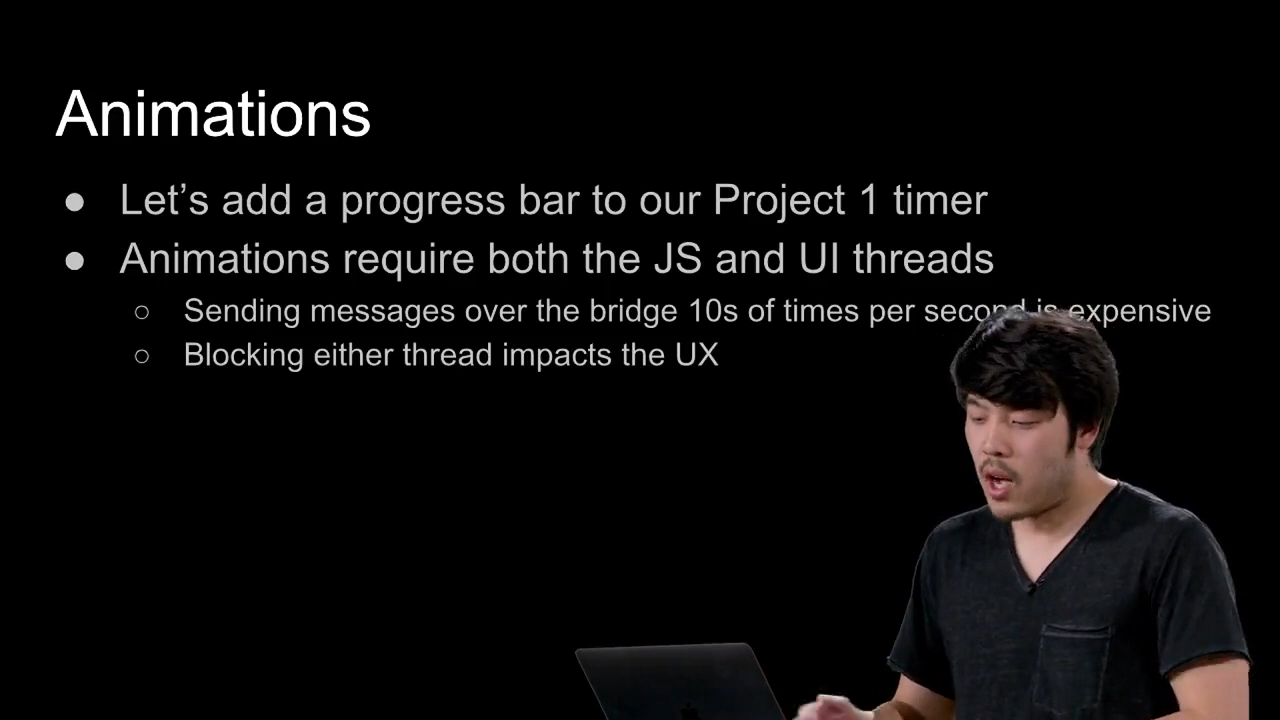 Animations
● Let’s add a progress bar to our Project 1 timer
● Animations require both the JS and UI threads
○ Sending messages over the bridge 10s of times per second is expensive
○ Blocking either thread impacts the UX